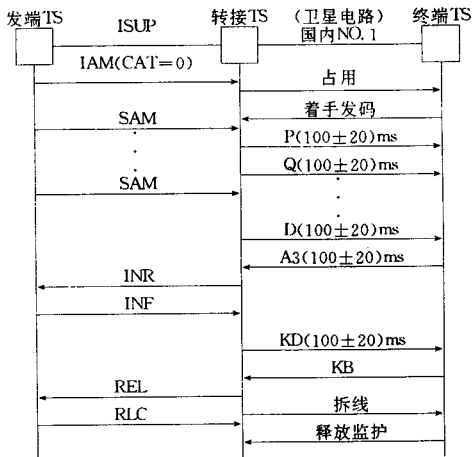 发端TS 转接TS (卫星电路) 终端TS
ISUP 国内NO.1
IAM(CAT=0)
占用
着手发码
SAM
P(100±20)ms
Q(100±20)ms
SAM
D(100±20)ms
A3(100±20)ms
INR
INF
KD(100±20)ms
KB
REL
RLC
拆线
释放监护